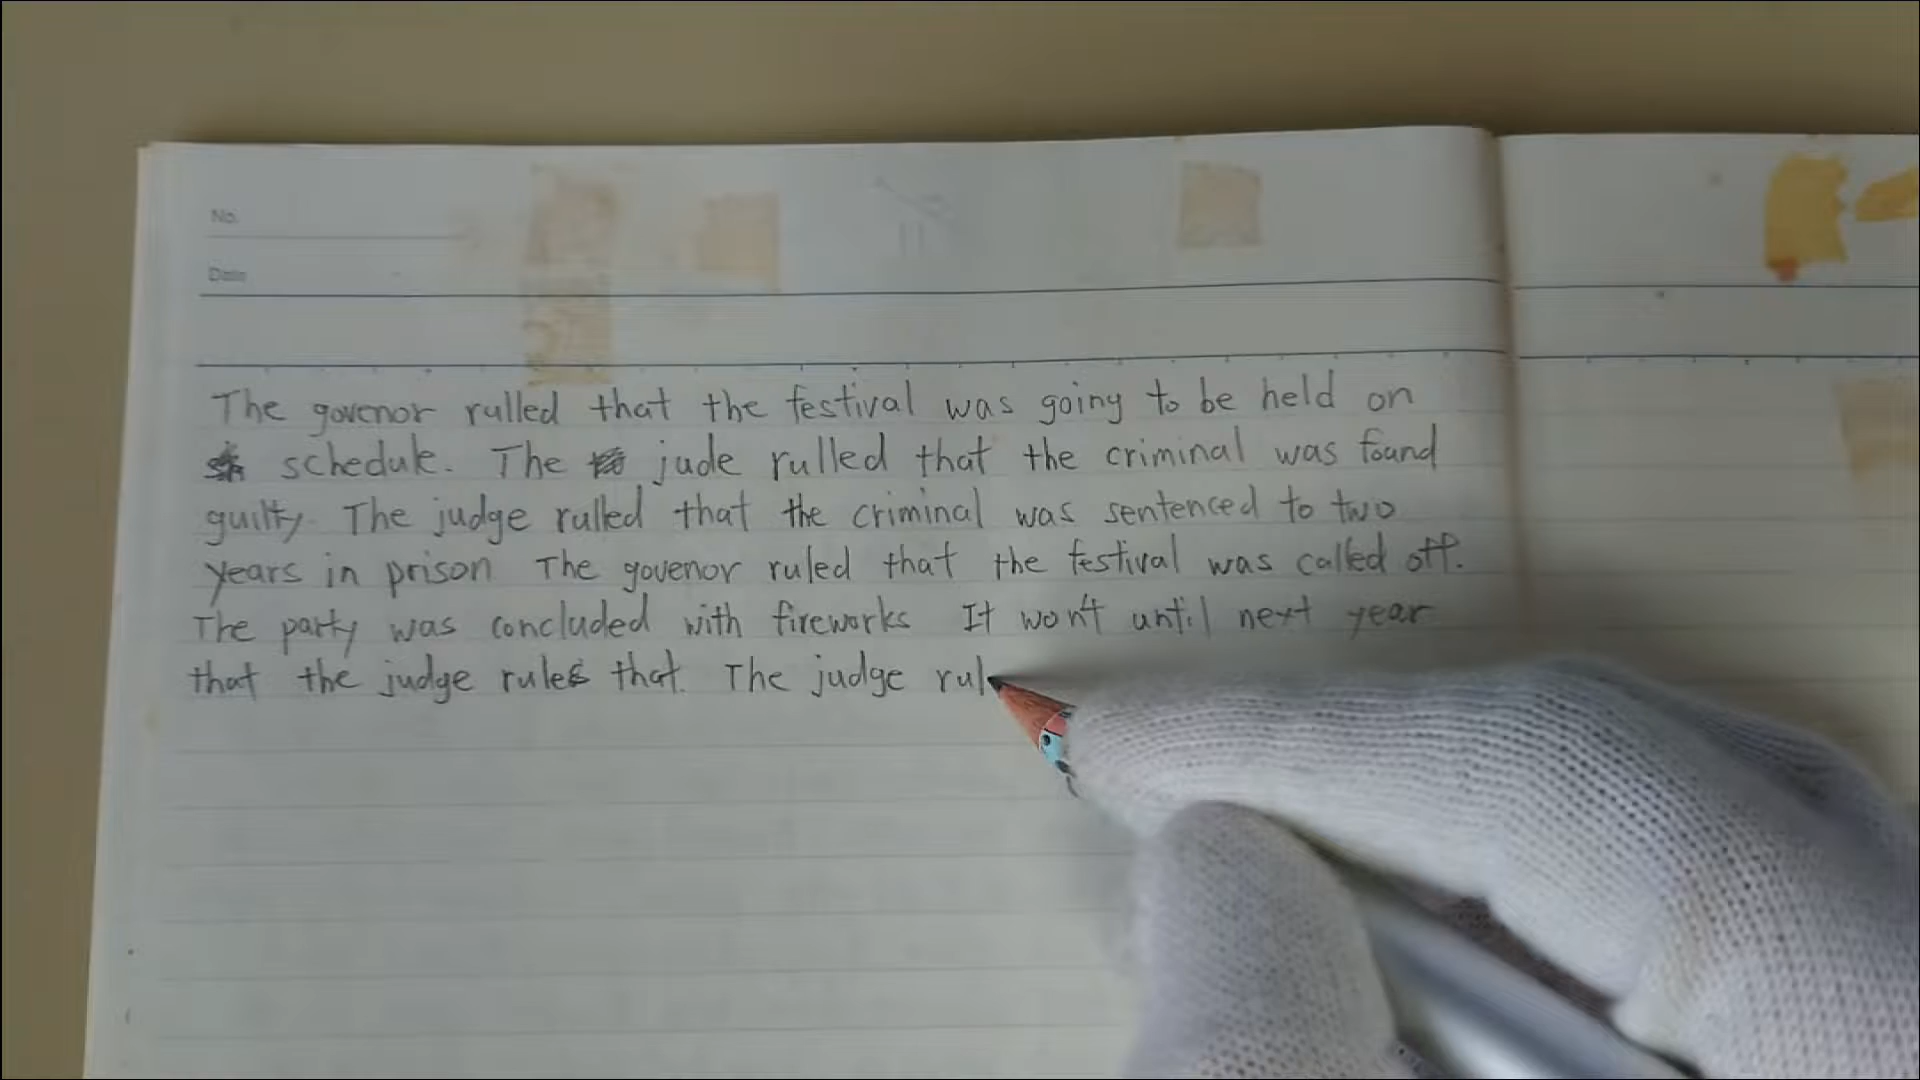 No.
Date
The govenor rulled that the festival was going to be held on
schedule. The jude rulled that the criminal was found
guilty. The judge rulled that the criminal was sentenced to two
years in prison The govenor ruled that the festival was called off.
The party was concluded with fireworks It won't until next year
that the judge rules that. The judge rul